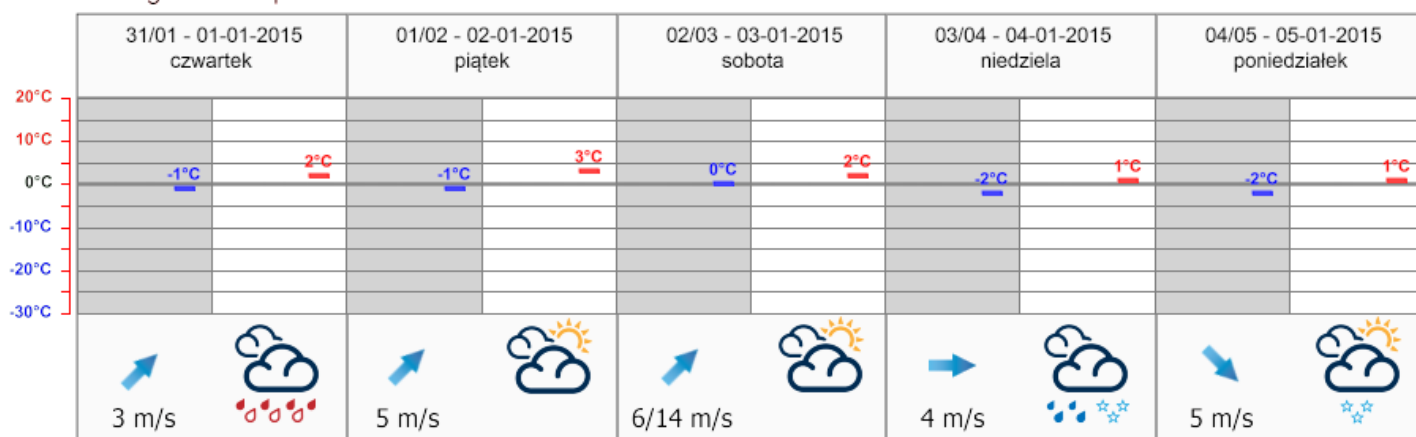 31/01 - 01-01-2015
czwartek
01/02 - 02-01-2015
piątek
02/03 - 03-01-2015
sobota
03/04 - 04-01-2015
niedziela
04/05 - 05-01-2015
poniedziałek
20°C
10°C
0°C
-10°C
-20°C
-30°C
-1°C
2°C
-1°C
3°C
0°C
2°C
-2°C
1°C
-2°C
1°C
3 m/s
5 m/s
6/14 m/s
4 m/s
5 m/s